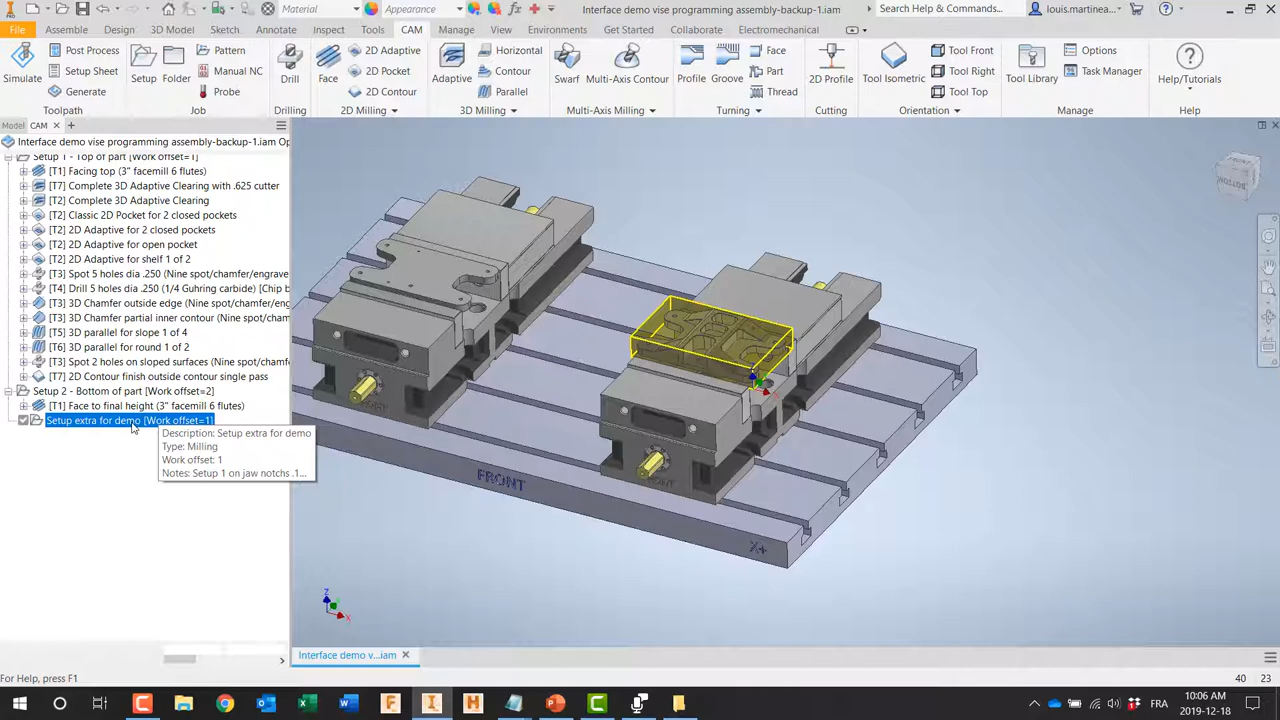 Material
Appearance
Interface demo vise programming assembly-backup-1.iam
Search Help & Commands...
louis.martinea...
File
Assemble
Design
3D Model
Sketch
Annotate
Inspect
CAM
Tools
Manage
View
Environments
Get Started
Collaborate
Electromechanical
Simulate
Post Process
Setup Sheet
Generate
Toolpath
Setup
Folder
Pattern
Manual NC
Probe
Job
Drill
Drilling
Face
2D Adaptive
2D Pocket
2D Contour
2D Milling
Adaptive
Horizontal
Contour
Parallel
3D Milling
Swarf
Multi-Axis Contour
Multi-Axis Milling
Profile
Groove
Face
Part
Thread
Turning
2D Profile
Cutting
Tool Isometric
Tool Front
Tool Right
Tool Top
Orientation
Tool Library
Options
Task Manager
Manage
Help/Tutorials
Help
Model
CAM
Interface demo vise programming assembly-backup-1.iam Op
Setup 1 - Top of part [Work offset=1]
[T1] Facing top (3" facemill 6 flutes)
[T7] Complete 3D Adaptive Clearing with .625 cutter
[T2] Complete 3D Adaptive Clearing
[T2] Classic 2D Pocket for 2 closed pockets
[T2] 2D Adaptive for 2 closed pockets
[T2] 2D Adaptive for open pocket
[T2] 2D Adaptive for shelf 1 of 2
[T3] Spot 5 holes dia .250 (Nine spot/chamfer/engrave
[T4] Drill 5 holes dia .250 (1/4 Guhring carbide) [Chip b
[T3] 3D Chamfer outside edge (Nine spot/chamfer/engr
[T3] 3D Chamfer partial inner contour (Nine spot/chamf
[T5] 3D parallel for slope 1 of 4
[T6] 3D parallel for round 1 of 2
[T3] Spot 2 holes on sloped surfaces (Nine spot/chamfer
[T7] 2D Contour finish outside contour single pass
Setup 2 - Bottom of part [Work offset=2]
[T1] Face to final height (3" facemill 6 flutes)
Setup extra for demo [Work offset=1]
Description: Setup extra for demo
Type: Milling
Work offset: 1
Notes: Setup 1 on jaw notchs .1...
FRONT
X+
BOTTOM
Z
X
Interface demo v...iam
For Help, press F1
40
23
FRA
10:06 AM
2019-12-18